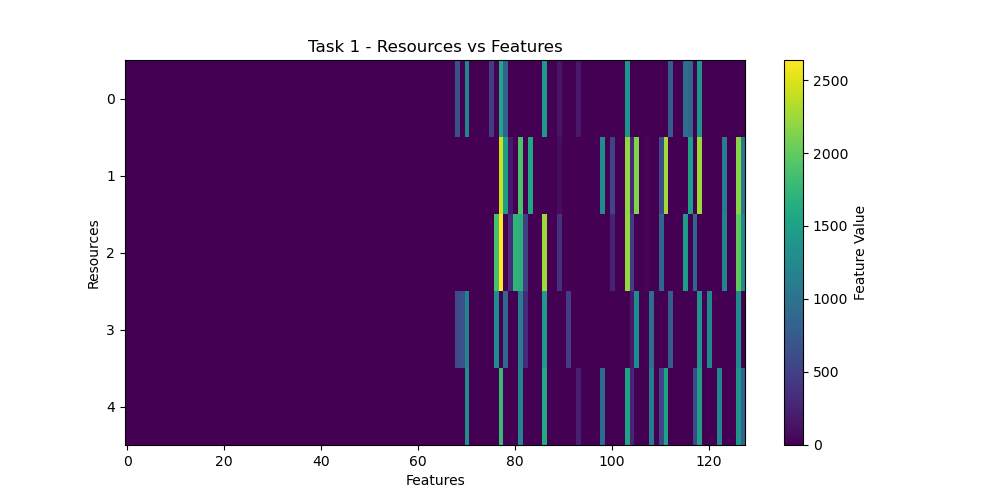 Task 1 - Resources vs Features
Resources
0
1
2
3
4
0 20 40 60 80 100 120
Features
2500
2000
1500
1000
500
0
Feature Value